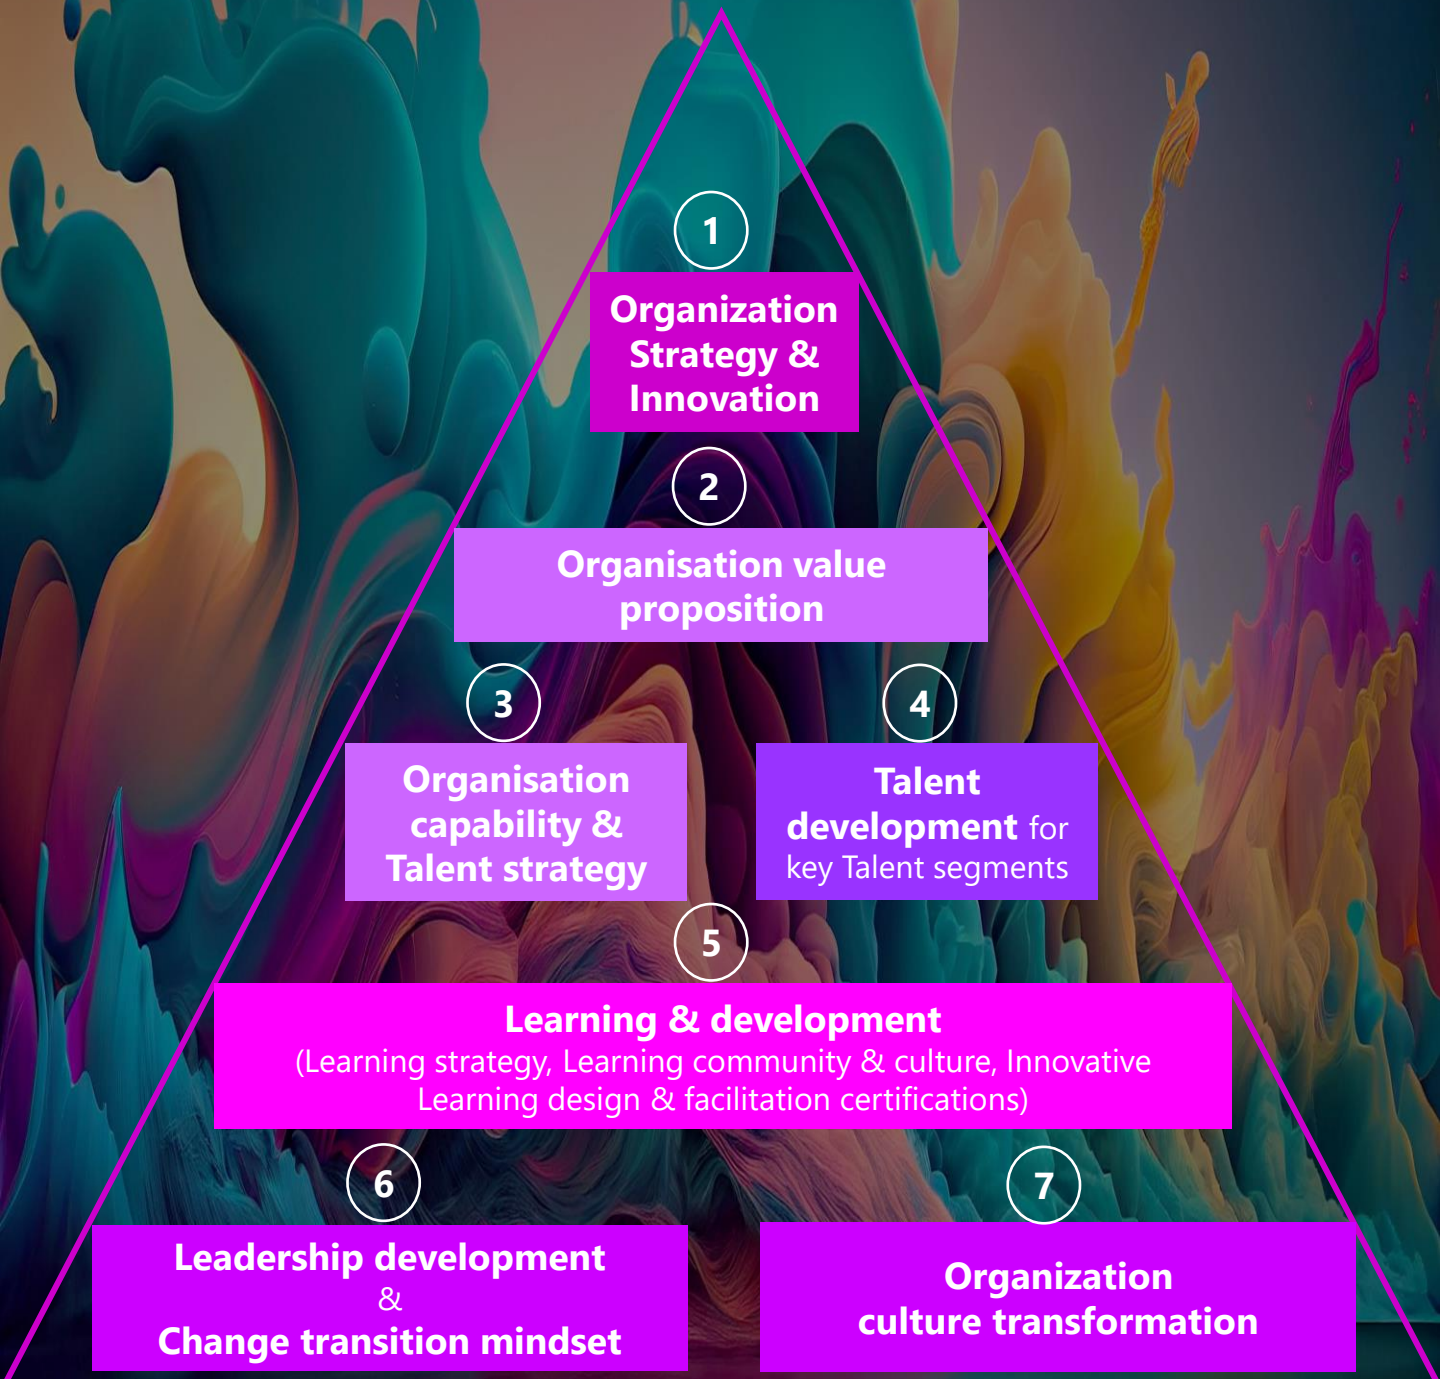 1
Organization
Strategy &
Innovation
2
Organisation value
proposition
3
Organisation
capability &
Talent strategy
4
Talent
development for
key Talent segments
5
Learning & development
(Learning strategy, Learning community & culture, Innovative
Learning design & facilitation certifications)
6
Leadership development
&
Change transition mindset
7
Organization
culture transformation